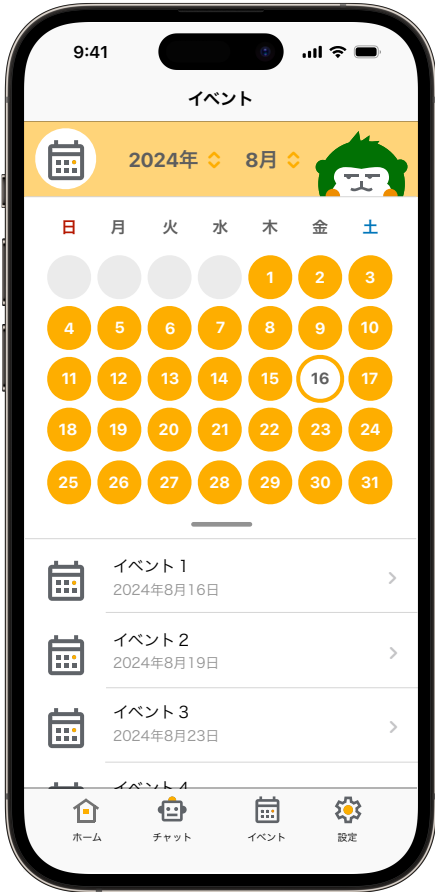 9:41
イベント
2024年 8月
日 月 火 水 木 金 土
1 2 3
4 5 6 7 8 9 10
11 12 13 14 15 16 17
18 19 20 21 22 23 24
25 26 27 28 29 30 31
イベント1
2024年8月16日
イベント2
2024年8月19日
イベント3
2024年8月23日
イベント4
ホーム チャット イベント 設定